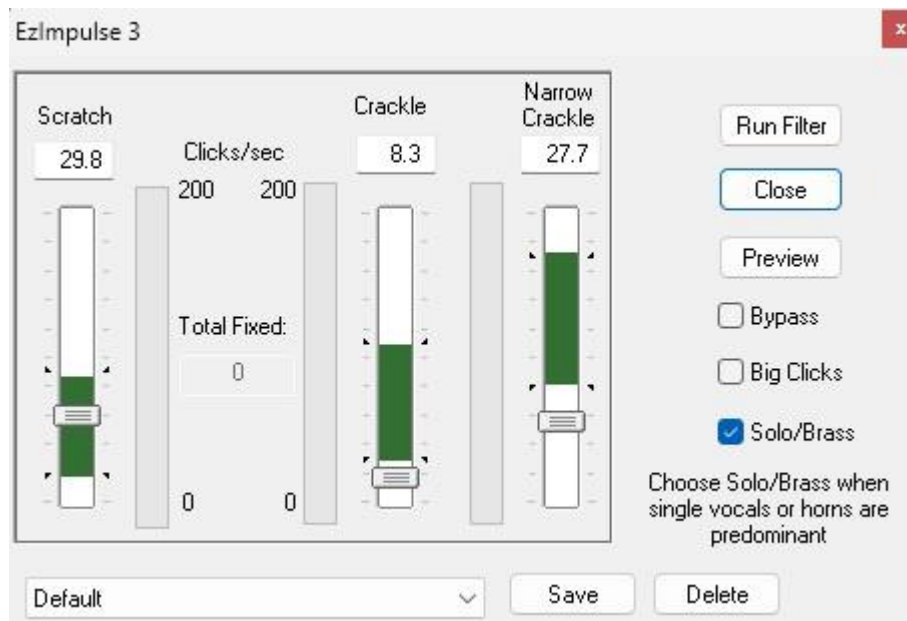 EzImpulse 3
x
Scratch
29.8
Clicks/sec
200 200
Total Fixed:
0
0 0
Crackle
8.3
Narrow
Crackle
27.7
Run Filter
Close
Preview
Bypass
Big Clicks
Solo/Brass
Choose Solo/Brass when
single vocals or horns are
predominant
Default
Save
Delete